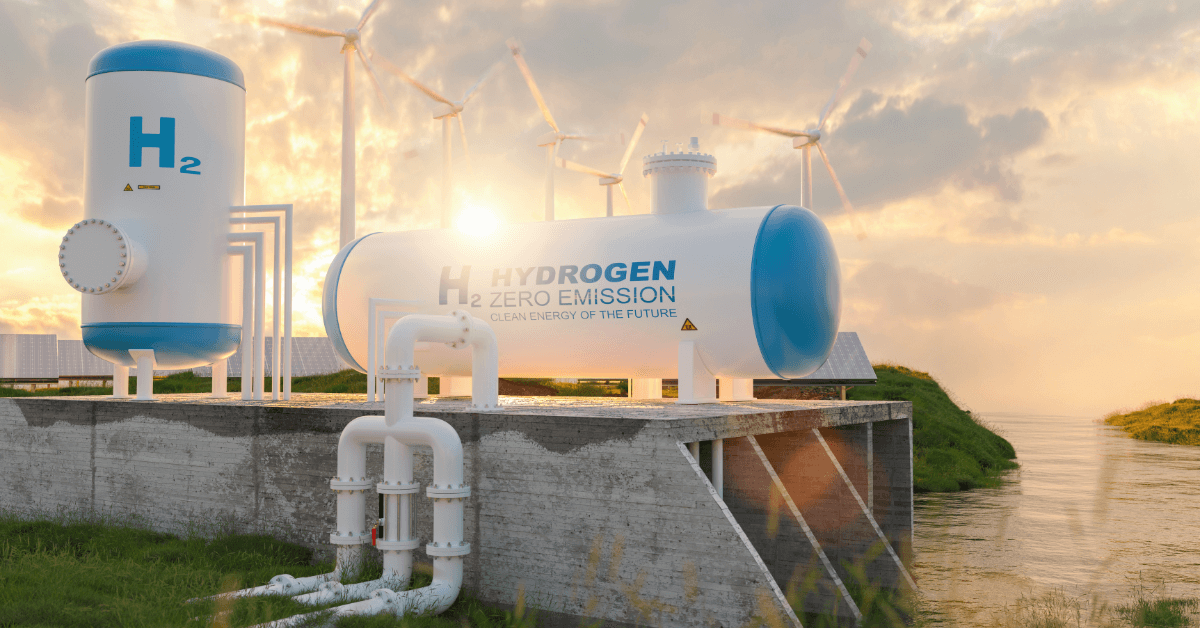 H2
H2 HYDROGEN
ZERO EMISSION
CLEAN ENERGY OF THE FUTURE